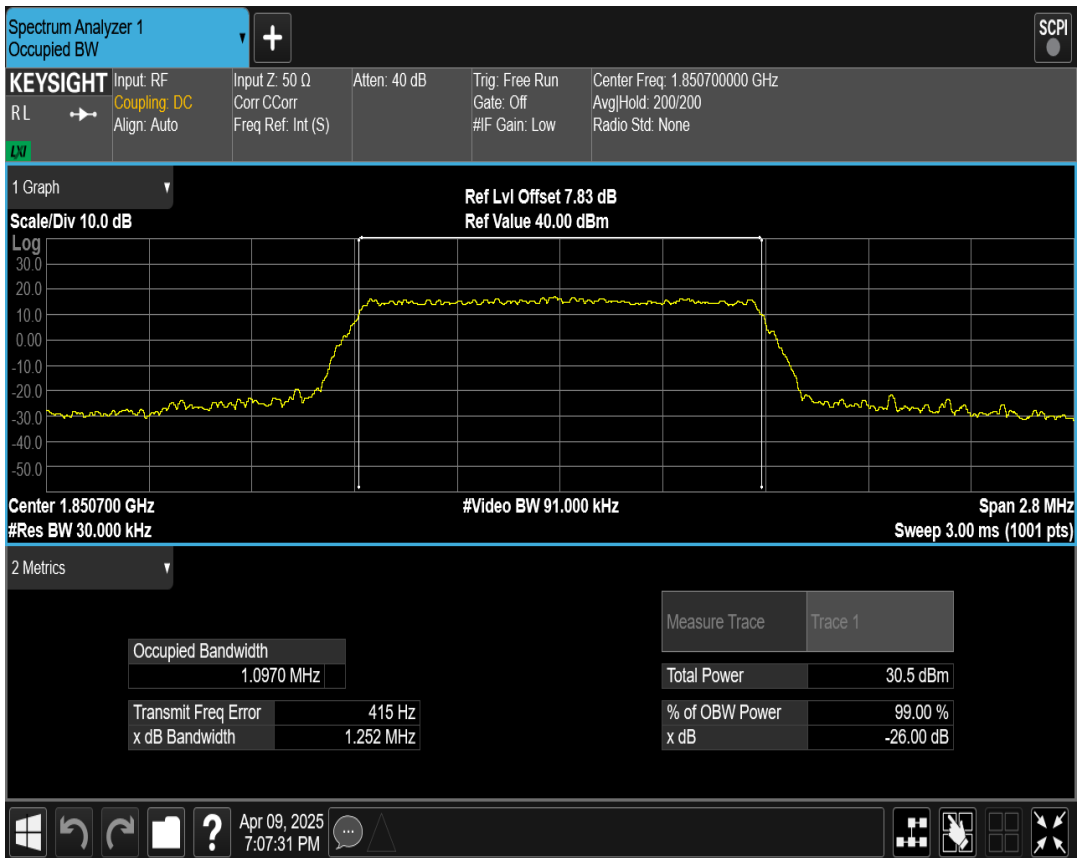 Spectrum Analyzer 1
Occupied BW
+
SCPI
KEYSIGHT
RL
LXI
Input: RF
Coupling: DC
Align: Auto
Input Z: 50 Ω
Corr CCorr
Freq Ref: Int (S)
Atten: 40 dB
Trig: Free Run
Gate: Off
#IF Gain: Low
Center Freq: 1.850700000 GHz
Avg|Hold: 200/200
Radio Std: None
1 Graph
Ref Lvl Offset 7.83 dB
Scale/Div 10.0 dB
Ref Value 40.00 dBm
Log
30.0
20.0
10.0
0.00
-10.0
-20.0
-30.0
-40.0
-50.0
Center 1.850700 GHz
#Video BW 91.000 kHz
Span 2.8 MHz
#Res BW 30.000 kHz
Sweep 3.00 ms (1001 pts)
2 Metrics
Measure Trace Trace 1
Occupied Bandwidth
1.0970 MHz
Total Power 30.5 dBm
Transmit Freq Error 415 Hz
% of OBW Power 99.00 %
x dB Bandwidth 1.252 MHz
x dB -26.00 dB
?
Apr 09, 2025
7:07:31 PM